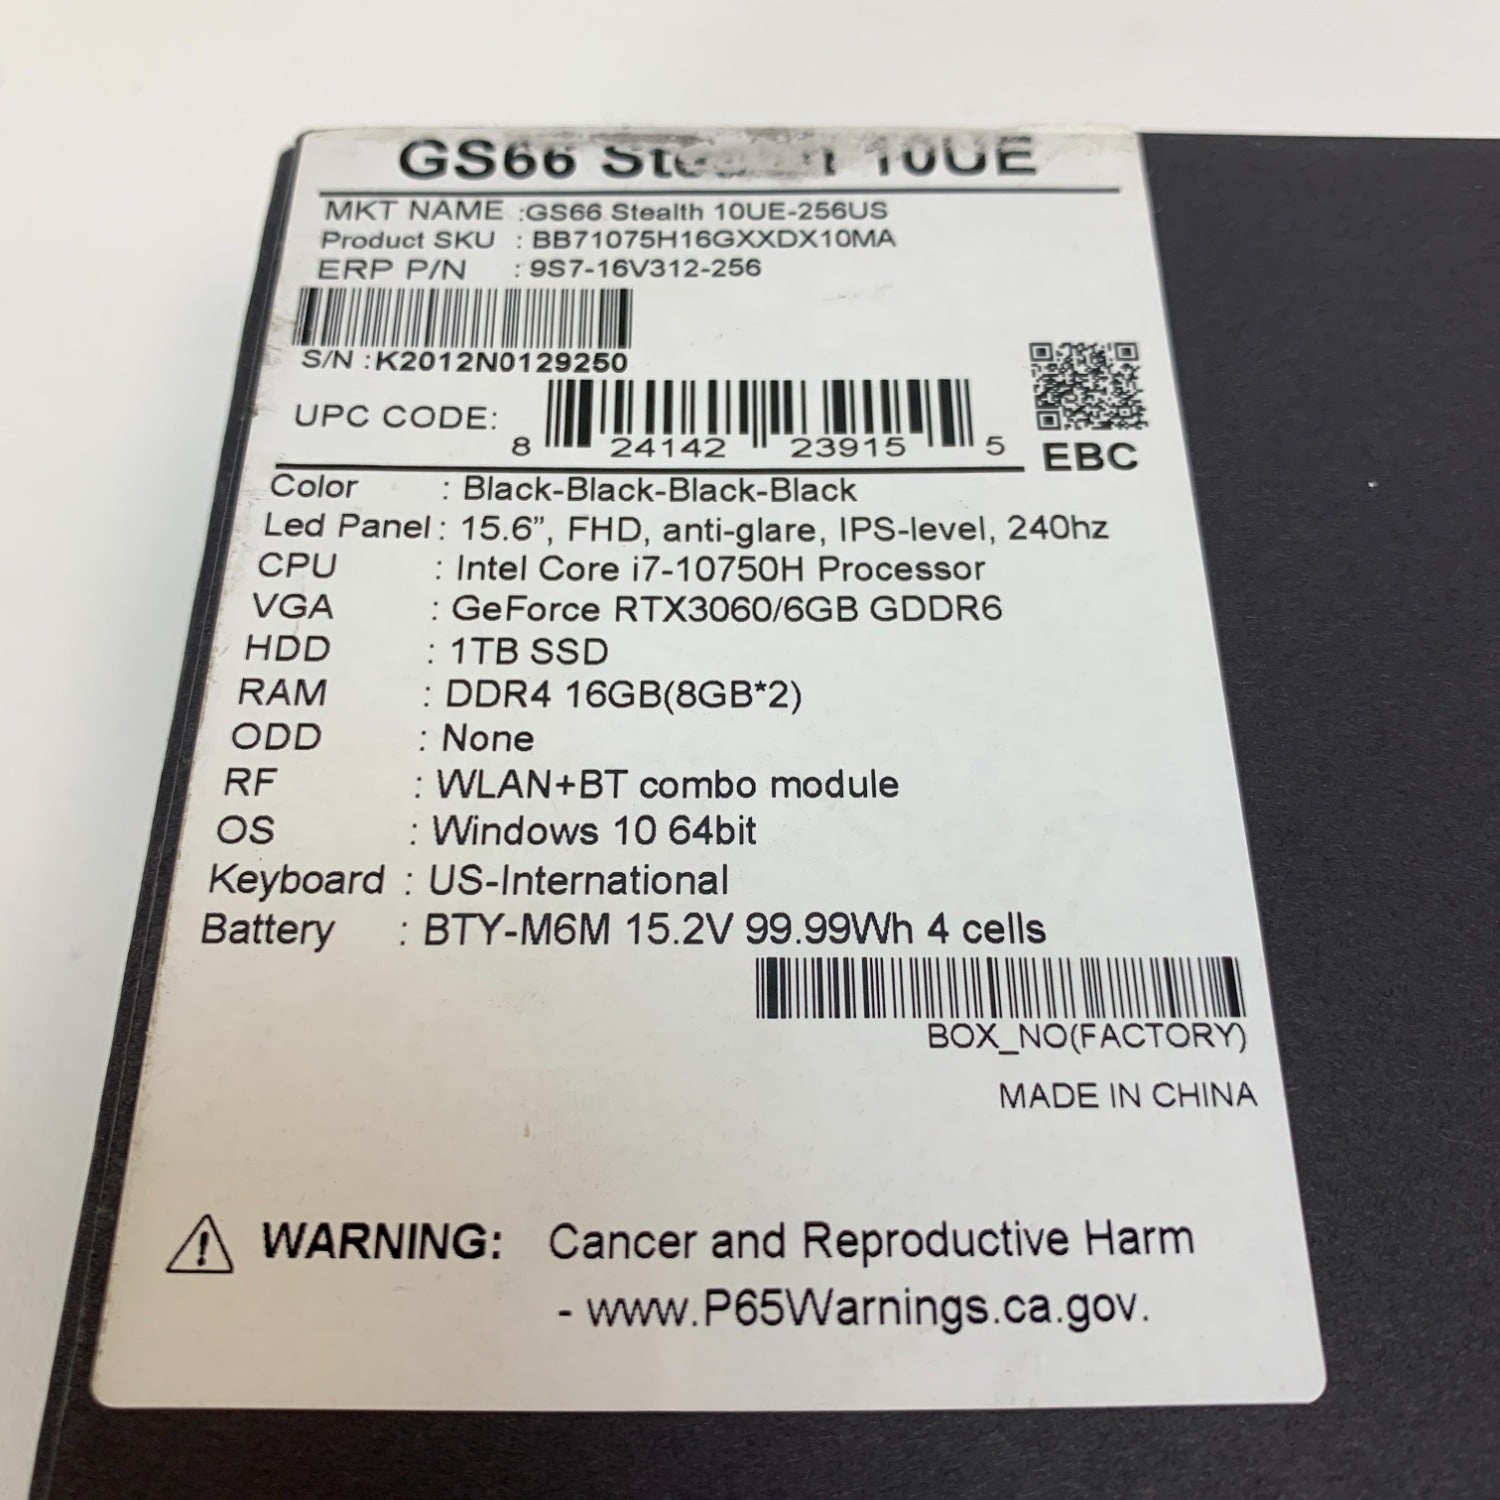 GS66 Stealth 10UE
MKT NAME :GS66 Stealth 10UE-256US
Product SKU : BB71075H16GXXDX10MA
ERP P/N : 9S7-16V312-256
S/N :K2012N0129250
UPC CODE: 8 24142 23915 5
EBC
Color : Black-Black-Black-Black
Led Panel : 15.6”, FHD, anti-glare, IPS-level, 240hz
CPU : Intel Core i7-10750H Processor
VGA : GeForce RTX3060/6GB GDDR6
HDD : 1TB SSD
RAM : DDR4 16GB(8GB*2)
ODD : None
RF : WLAN+BT combo module
OS : Windows 10 64bit
Keyboard : US-International
Battery : BTY-M6M 15.2V 99.99Wh 4 cells
BOX_NO(FACTORY)
MADE IN CHINA
WARNING: Cancer and Reproductive Harm
- www.P65Warnings.ca.gov.